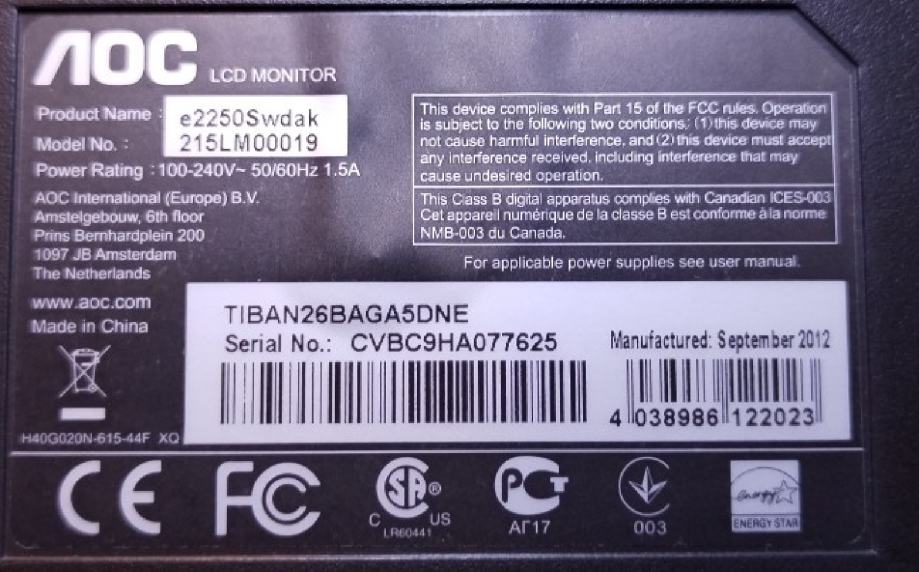 AOC LCD MONITOR
Product Name : e2250Swdak
Model No. : 215LM00019
Power Rating : 100-240V~ 50/60Hz 1.5A
AOC International (Europe) B.V.
Amstelgebouw, 6th floor
Prins Bernhardplein 200
1097 JB Amsterdam
The Netherlands
www.aoc.com
Made in China
H40G020N-615-44F XQ
This device complies with Part 15 of the FCC rules. Operation
is subject to the following two conditions: (1) this device may
not cause harmful interference, and (2) this device must accept
any interference received, including interference that may
cause undesired operation.
This Class B digital apparatus complies with Canadian ICES-003
Cet appareil numérique de la classe B est conforme à la norme
NMB-003 du Canada.
For applicable power supplies see user manual.
TIBAN26BAGA5DNE
Serial No.: CVBC9HA077625
Manufactured: September 2012
4 038986 122023
CE FC SA® PCT energy
C US
LR60441
АГ17
003
ENERGY STAR